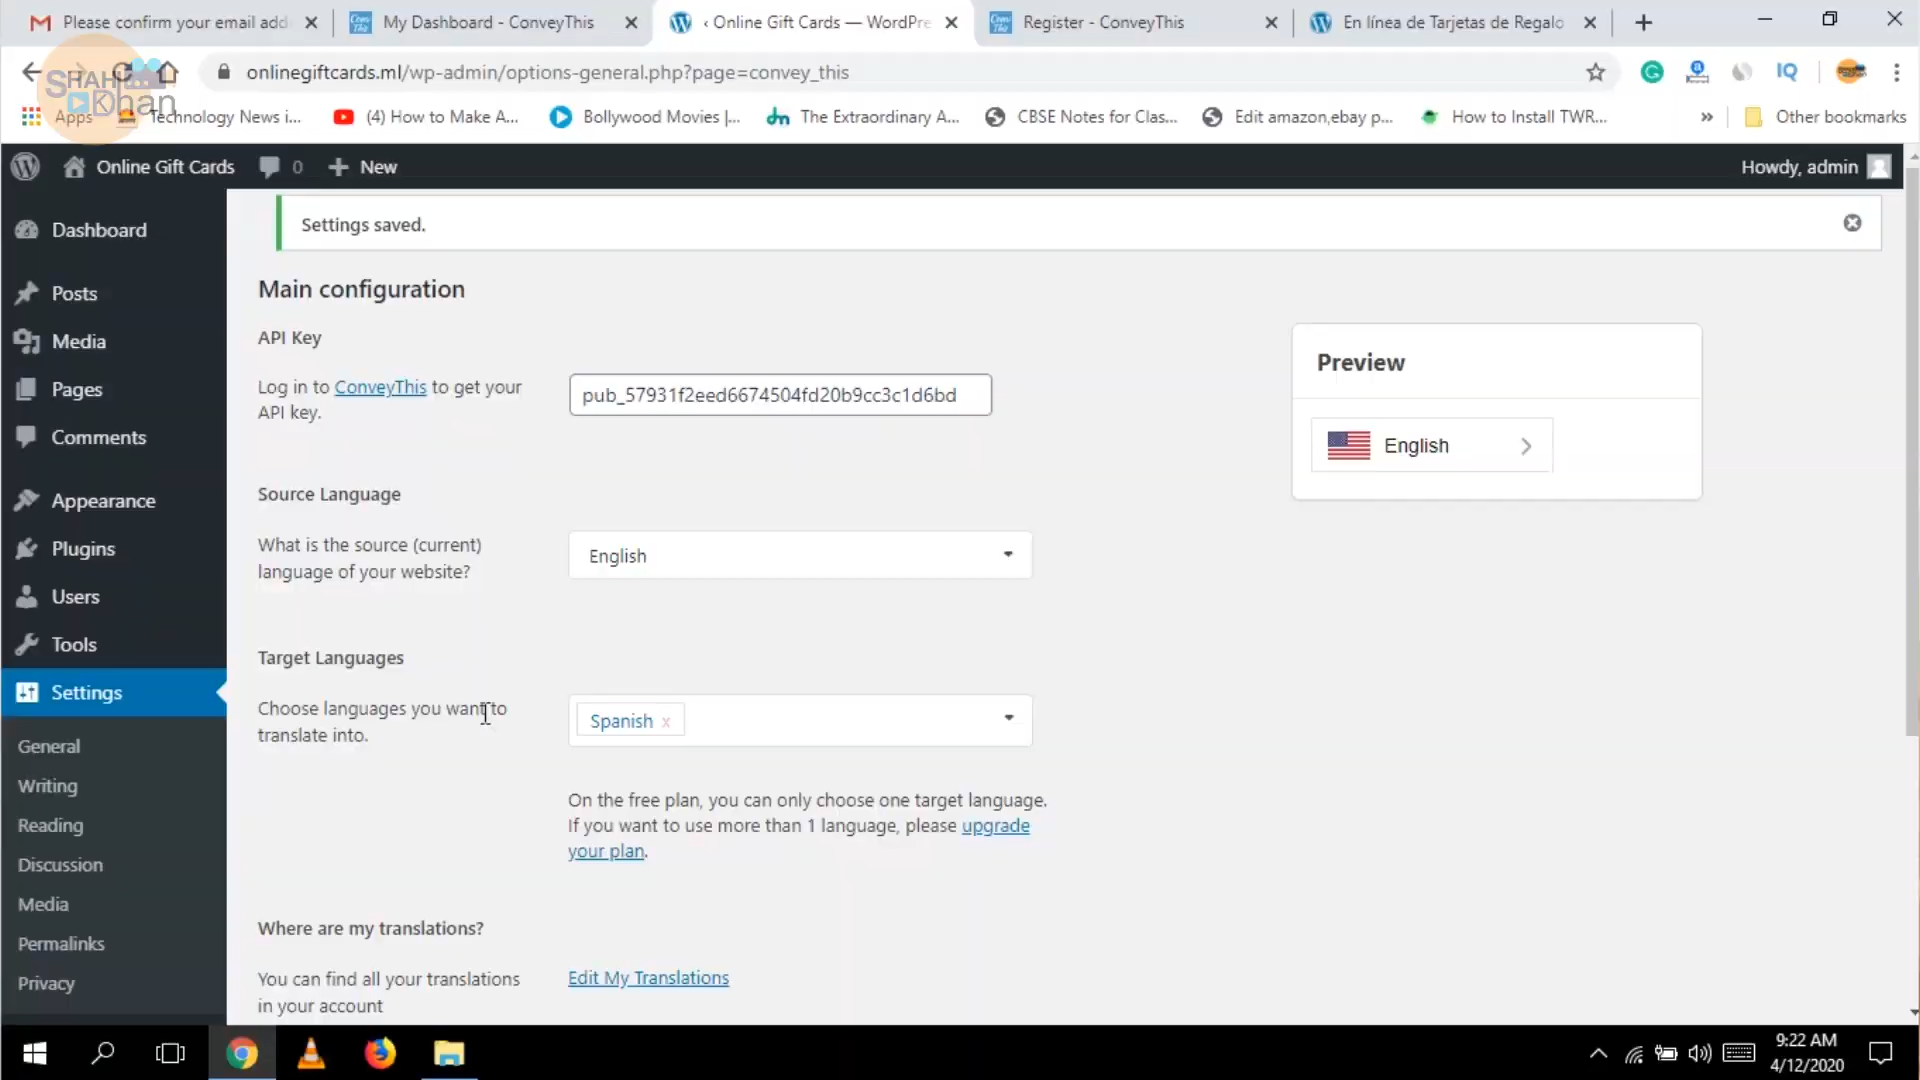 Please confirm your email add
My Dashboard - ConveyThis
‹ Online Gift Cards — WordPre
Register - ConveyThis
En línea de Tarjetas de Regalo
onlinegiftcards.ml/wp-admin/options-general.php?page=convey_this
IQ
SHAH
Khan
Apps
Technology News i...
(4) How to Make A...
Bollywood Movies |...
The Extraordinary A...
CBSE Notes for Clas...
Edit amazon,ebay p...
How to Install TWR...
»
Other bookmarks
Online Gift Cards
0
+ New
Howdy, admin
Dashboard
Posts
Media
Pages
Comments
Appearance
Plugins
Users
Tools
Settings
General
Writing
Reading
Discussion
Media
Permalinks
Privacy
Settings saved.
Main configuration
API Key
Log in to ConveyThis to get your
API key.
pub_57931f2eed6674504fd20b9cc3c1d6bd
Source Language
What is the source (current)
language of your website?
English
Target Languages
Choose languages you want to
translate into.
Spanish x
On the free plan, you can only choose one target language.
If you want to use more than 1 language, please upgrade
your plan.
Where are my translations?
You can find all your translations
in your account
Edit My Translations
Preview
English
9:22 AM
4/12/2020